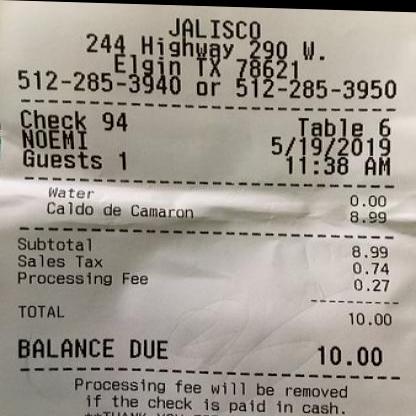 JALISCO
244 Highway 290 W.
Elgin TX 78621
512-285-3940 or 512-285-3950
Check 94 Table 6
NOEMI 5/19/2019
Guests 1 11:38 AM
Water 0.00
Caldo de Camaron 8.99
Subtotal 8.99
Sales Tax 0.74
Processing Fee 0.27
TOTAL 10.00
BALANCE DUE 10.00
Processing fee will be removed
if the check is paid in cash.